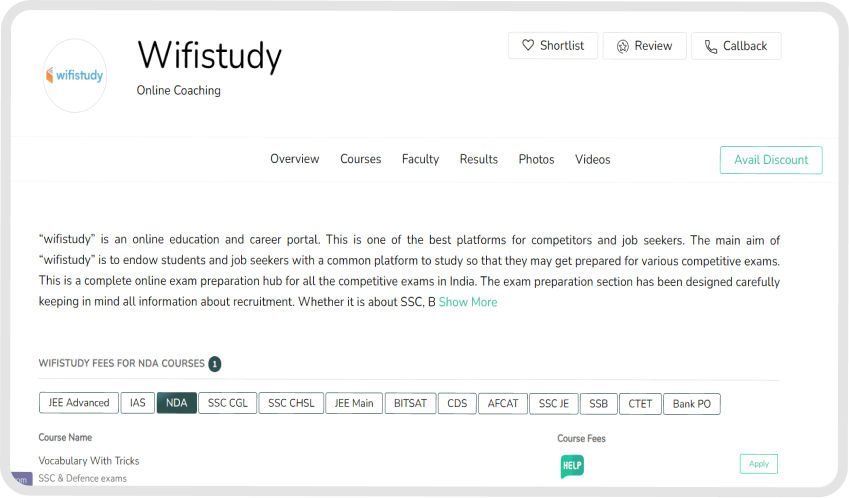 wifistudy
Wifistudy
Online Coaching
Shortlist
Review
Callback
Overview
Courses
Faculty
Results
Photos
Videos
Avail Discount
“wifistudy” is an online education and career portal. This is one of the best platforms for competitors and job seekers. The main aim of
“wifistudy” is to endow students and job seekers with a common platform to study so that they may get prepared for various competitive exams.
This is a complete online exam preparation hub for all the competitive exams in India. The exam preparation section has been designed carefully
keeping in mind all information about recruitment. Whether it is about SSC, B Show More
WIFISTUDY FEES FOR NDA COURSES 1
JEE Advanced
IAS
NDA
SSC CGL
SSC CHSL
JEE Main
BITSAT
CDS
AFCAT
SSC JE
SSB
CTET
Bank PO
Course Name
Course Fees
Vocabulary With Tricks
HELP
Apply
om
SSC & Defence exams